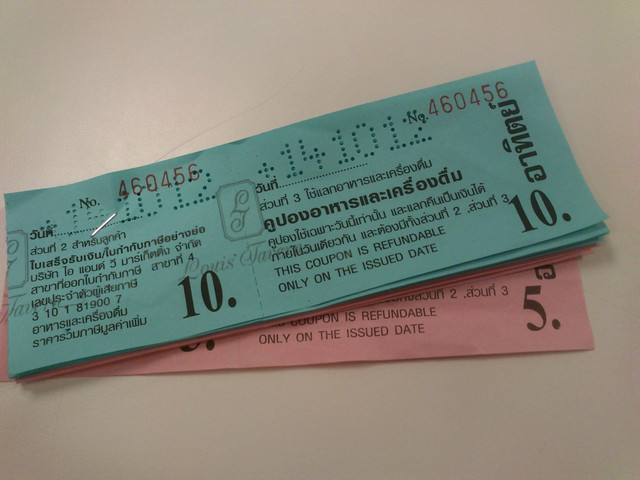 No. 460456
วันที่
141012
ส่วนที่ 2 สำหรับลูกค้า
ใบเสร็จรับเงิน/ใบกำกับภาษีอย่างย่อ
บริษัท ไอ แอนด์ วี มาร์เก็ตติ้ง จำกัด
สาขาที่ออกใบกำกับภาษี สาขาที่ 4
เลขประจำตัวผู้เสียภาษี
3 10 1 81900 7
อาหารและเครื่องดื่ม
ราคารวมภาษีมูลค่าเพิ่ม
10.
LT
Louis' Tavern
No. 460456
วันที่
141012
ส่วนที่ 3 ใช้แลกอาหารและเครื่องดื่ม
คูปองอาหารและเครื่องดื่ม
คูปองใช้เฉพาะวันนี้เท่านั้น และแลกคืนเป็นเงินได้
ภายในวันเดียวกัน และต้องมีทั้งส่วนที่ 2 ,ส่วนที่ 3
THIS COUPON IS REFUNDABLE
ONLY ON THE ISSUED DATE
10.
อาทิตย์
ส่วนที่ 2 ,ส่วนที่ 3
COUPON IS REFUNDABLE
ONLY ON THE ISSUED DATE
5.